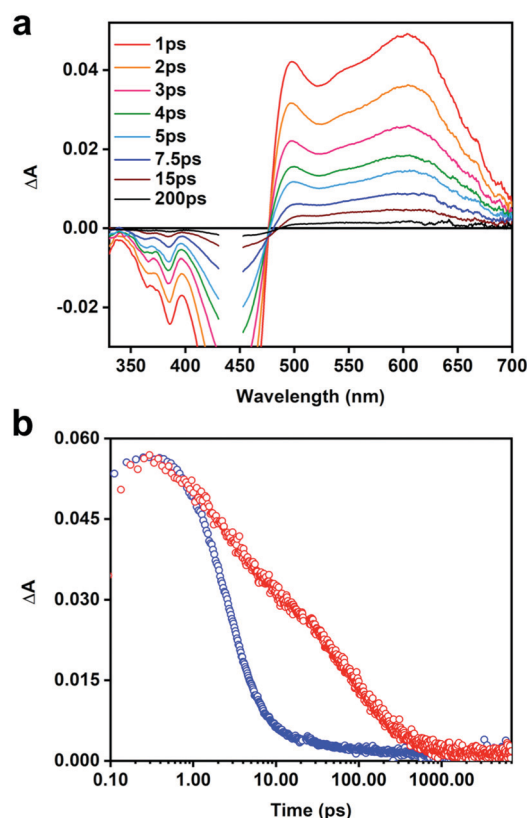 a
1ps
2ps
3ps
4ps
5ps
7.5ps
15ps
200ps
0.04
0.02
0.00
-0.02
ΔA
350 400 450 500 550 600 650 700
Wavelength (nm)
b
0.060
0.045
0.030
0.015
0.000
ΔA
0.10 1.00 10.00 100.00 1000.00
Time (ps)